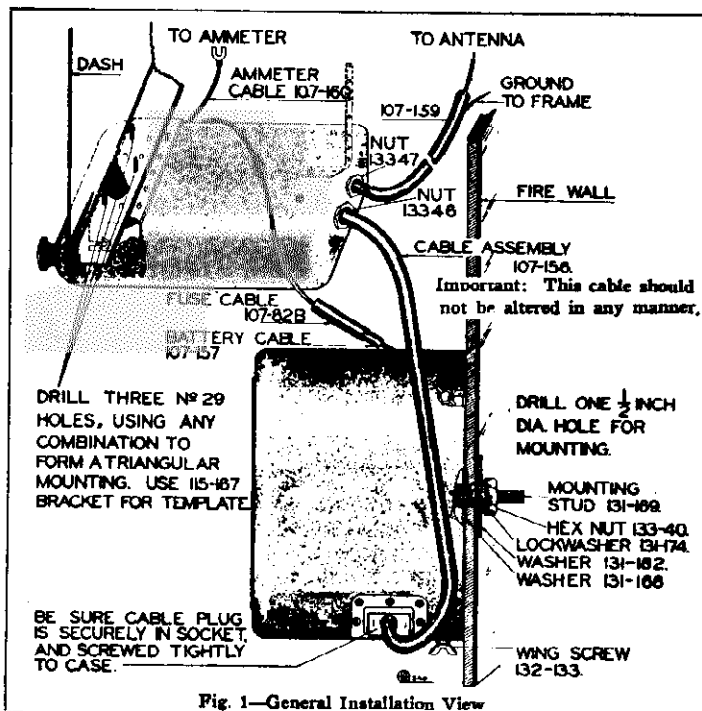 TO AMMETER
DASH
AMMETER
CABLE 107-160
TO ANTENNA
107-159
GROUND
TO FRAME
NUT
13347
NUT
13346
FIRE WALL
CABLE ASSEMBLY
107-156.
Important: This cable should
not be altered in any manner.
FUSE CABLE
107-82B
BATTERY CABLE
107-157
DRILL THREE Nº 29
HOLES, USING ANY
COMBINATION TO
FORM A TRIANGULAR
MOUNTING. USE 115-167
BRACKET FOR TEMPLATE
DRILL ONE 1/2 INCH
DIA. HOLE FOR
MOUNTING.
MOUNTING
STUD 131-169.
HEX NUT 133-40.
LOCKWASHER 131-174.
WASHER 131-182.
WASHER 131-168
BE SURE CABLE PLUG
IS SECURELY IN SOCKET,
AND SCREWED TIGHTLY
TO CASE.
WING SCREW
132-133.
Fig. 1—General Installation View